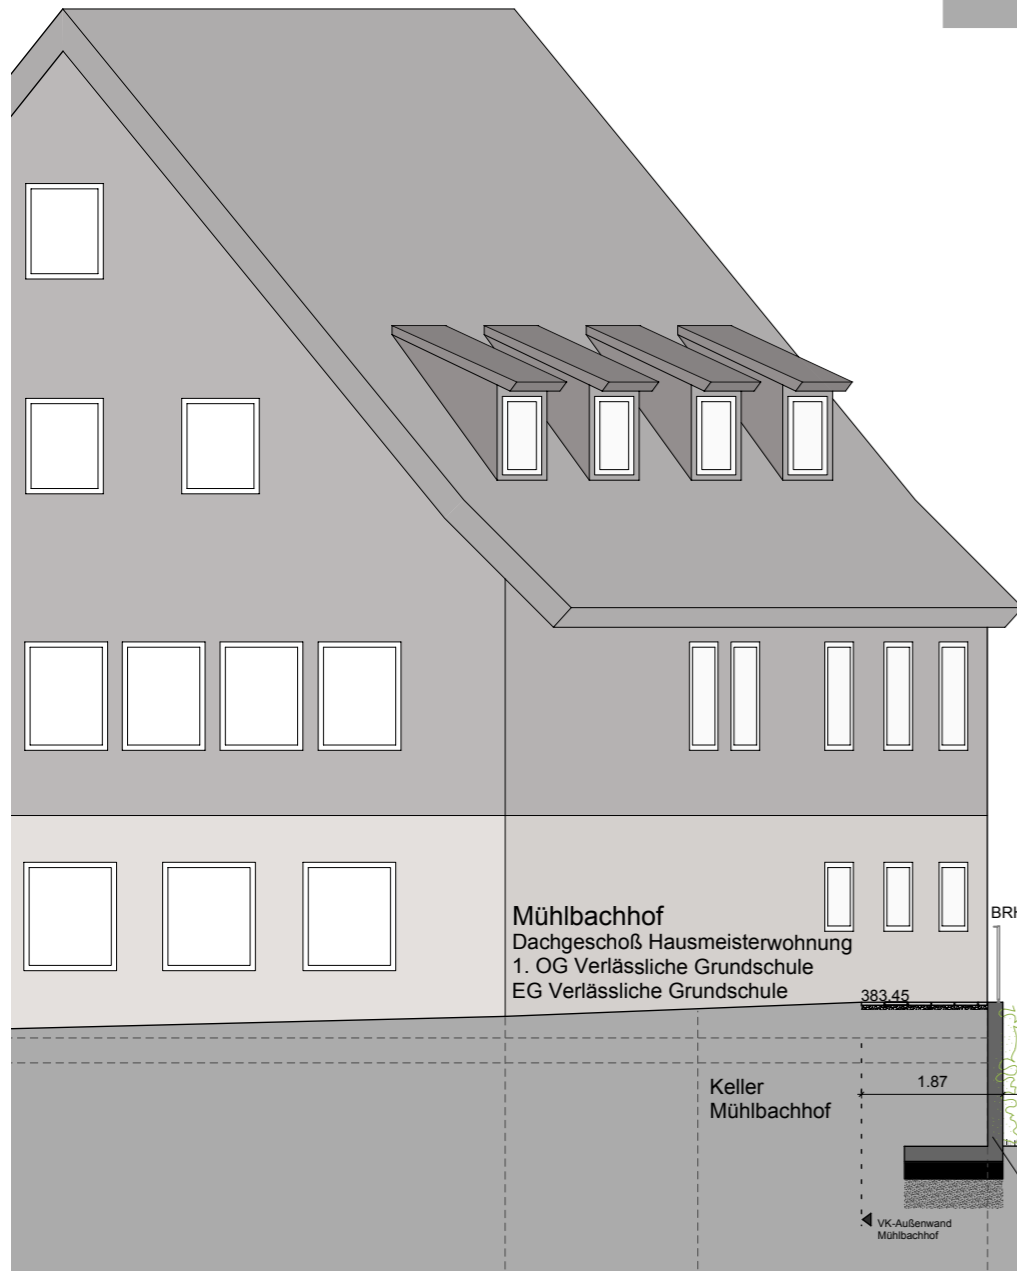 Mühlbachhof
Dachgeschoß Hausmeisterwohnung
1. OG Verlässliche Grundschule
EG Verlässliche Grundschule
BRH
383.45
Keller
Mühlbachhof
1.87
VK-Außenwand
Mühlbachhof